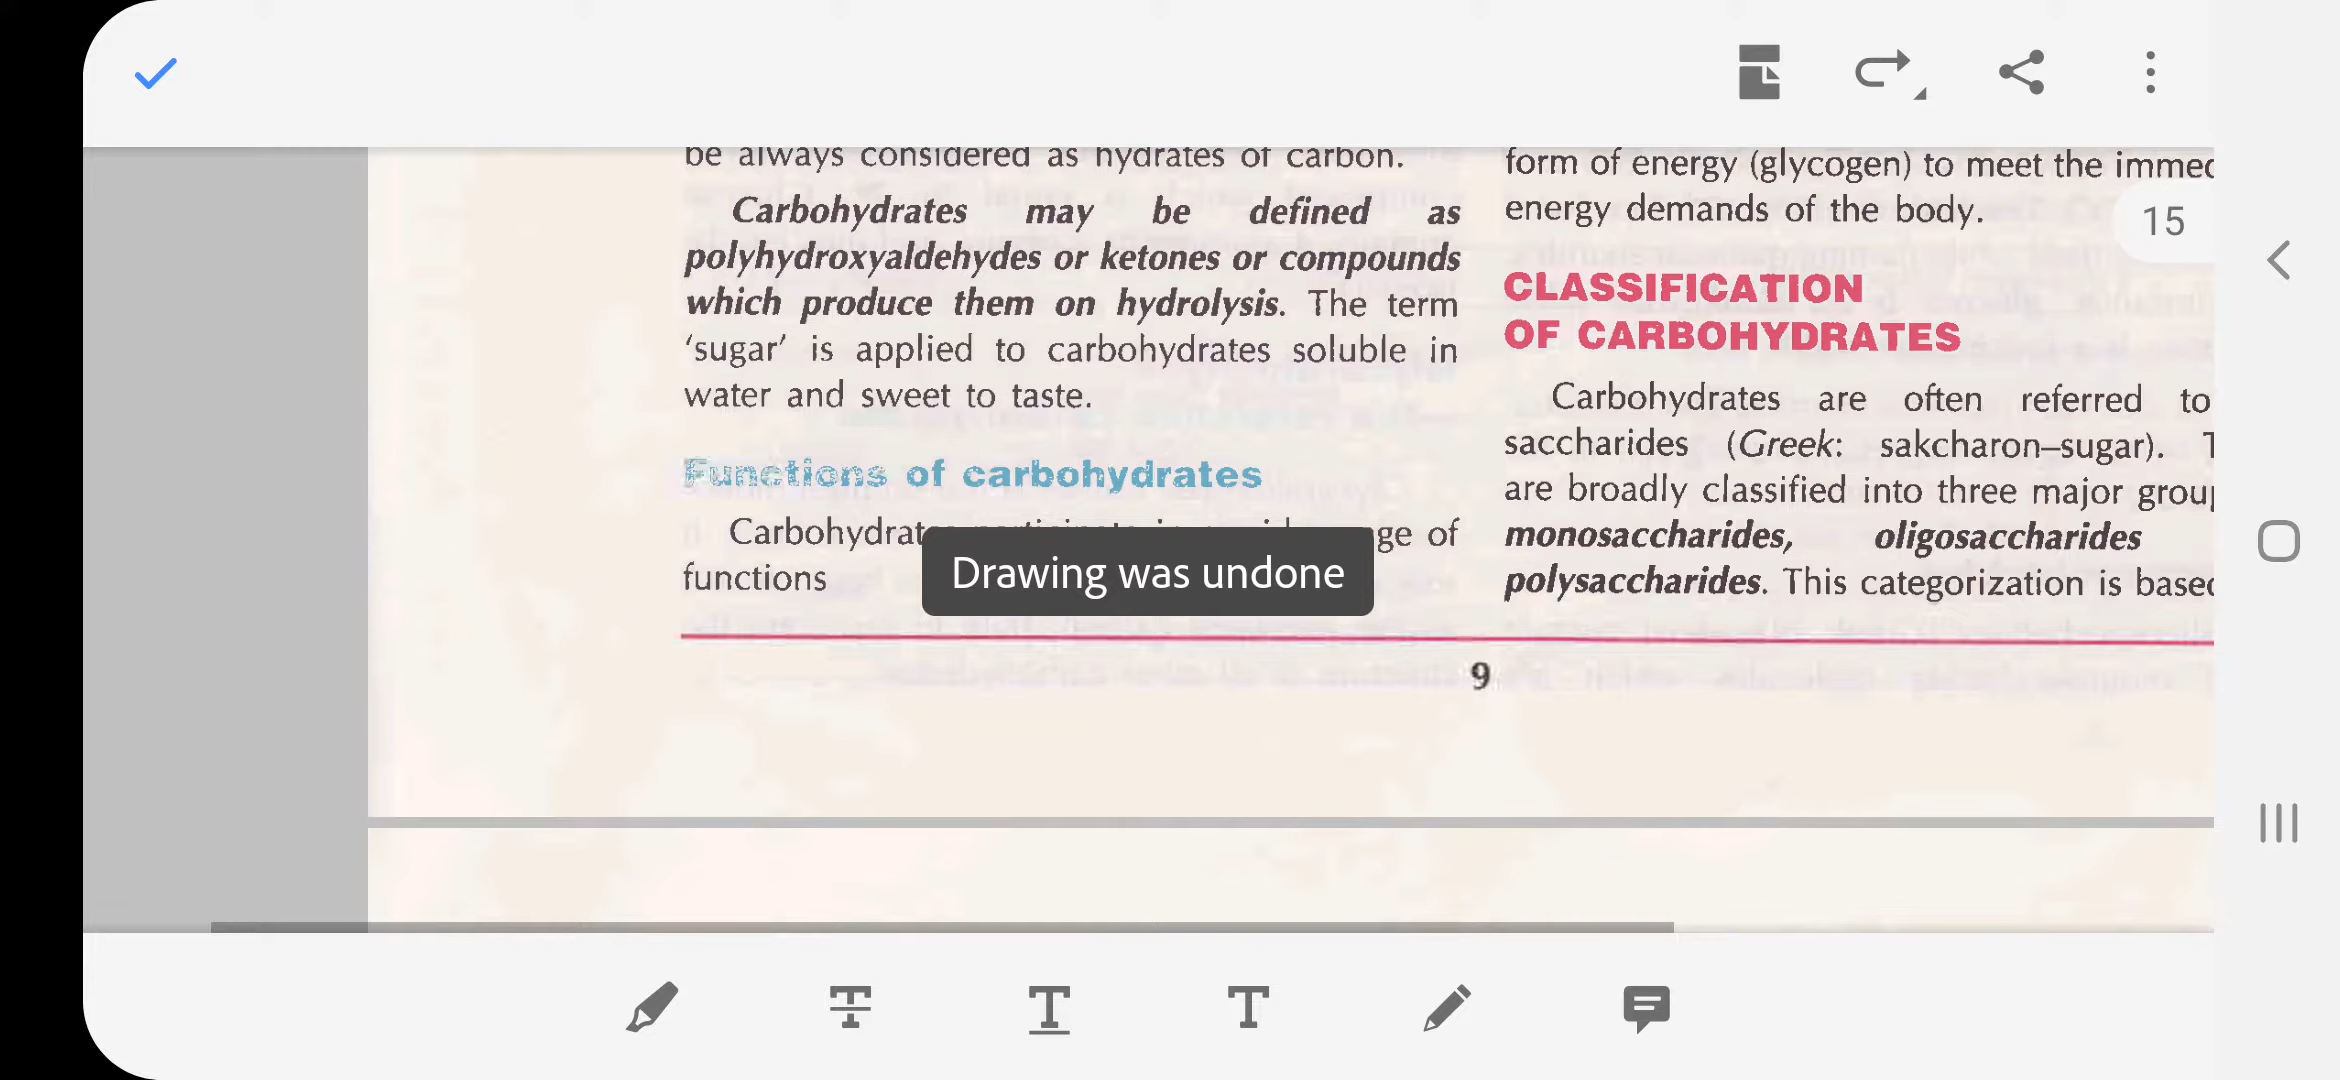 be always considered as hydrates of carbon.
Carbohydrates may be defined as
polyhydroxyaldehydes or ketones or compounds
which produce them on hydrolysis. The term
‘sugar’ is applied to carbohydrates soluble in
water and sweet to taste.
Functions of carbohydrates
Carbohydrat
ge of
functions
Drawing was undone
form of energy (glycogen) to meet the immed
energy demands of the body.
15
CLASSIFICATION
OF CARBOHYDRATES
Carbohydrates are often referred to
saccharides (Greek: sakcharon–sugar). T
are broadly classified into three major group
monosaccharides, oligosaccharides
polysaccharides. This categorization is based
9